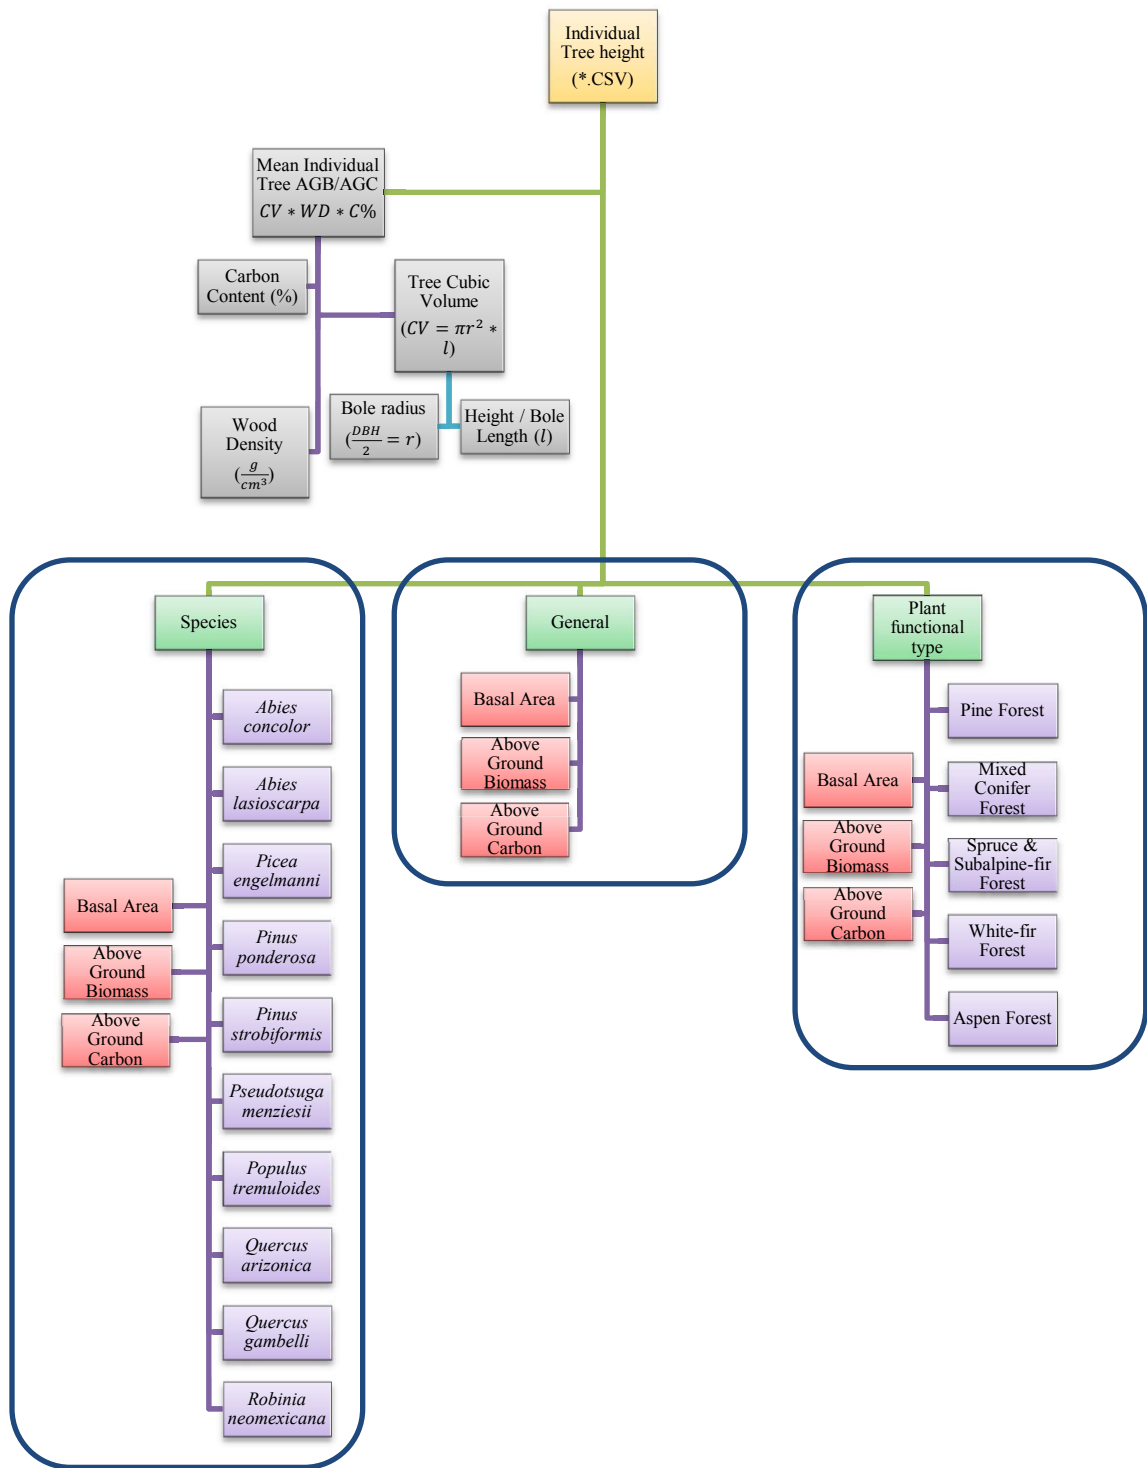 Individual
Tree height
(*.CSV)
Mean Individual
Tree AGB/AGC
CV * WD * C%
Carbon
Content (%)
Tree Cubic
Volume
(CV = πr² *
l)
Wood
Density
(g/cm³)
Bole radius
(DBH/2 = r)
Height / Bole
Length (l)
Species
Abies
concolor
Abies
lasioscarpa
Picea
engelmanni
Pinus
ponderosa
Pinus
strobiformis
Pseudotsuga
menziesii
Populus
tremuloides
Quercus
arizonica
Quercus
gambelli
Robinia
neomexicana
Basal Area
Above
Ground
Biomass
Above
Ground
Carbon
General
Basal Area
Above
Ground
Biomass
Above
Ground
Carbon
Plant
functional
type
Basal Area
Above
Ground
Biomass
Above
Ground
Carbon
Pine Forest
Mixed
Conifer
Forest
Spruce &
Subalpine-fir
Forest
White-fir
Forest
Aspen Forest